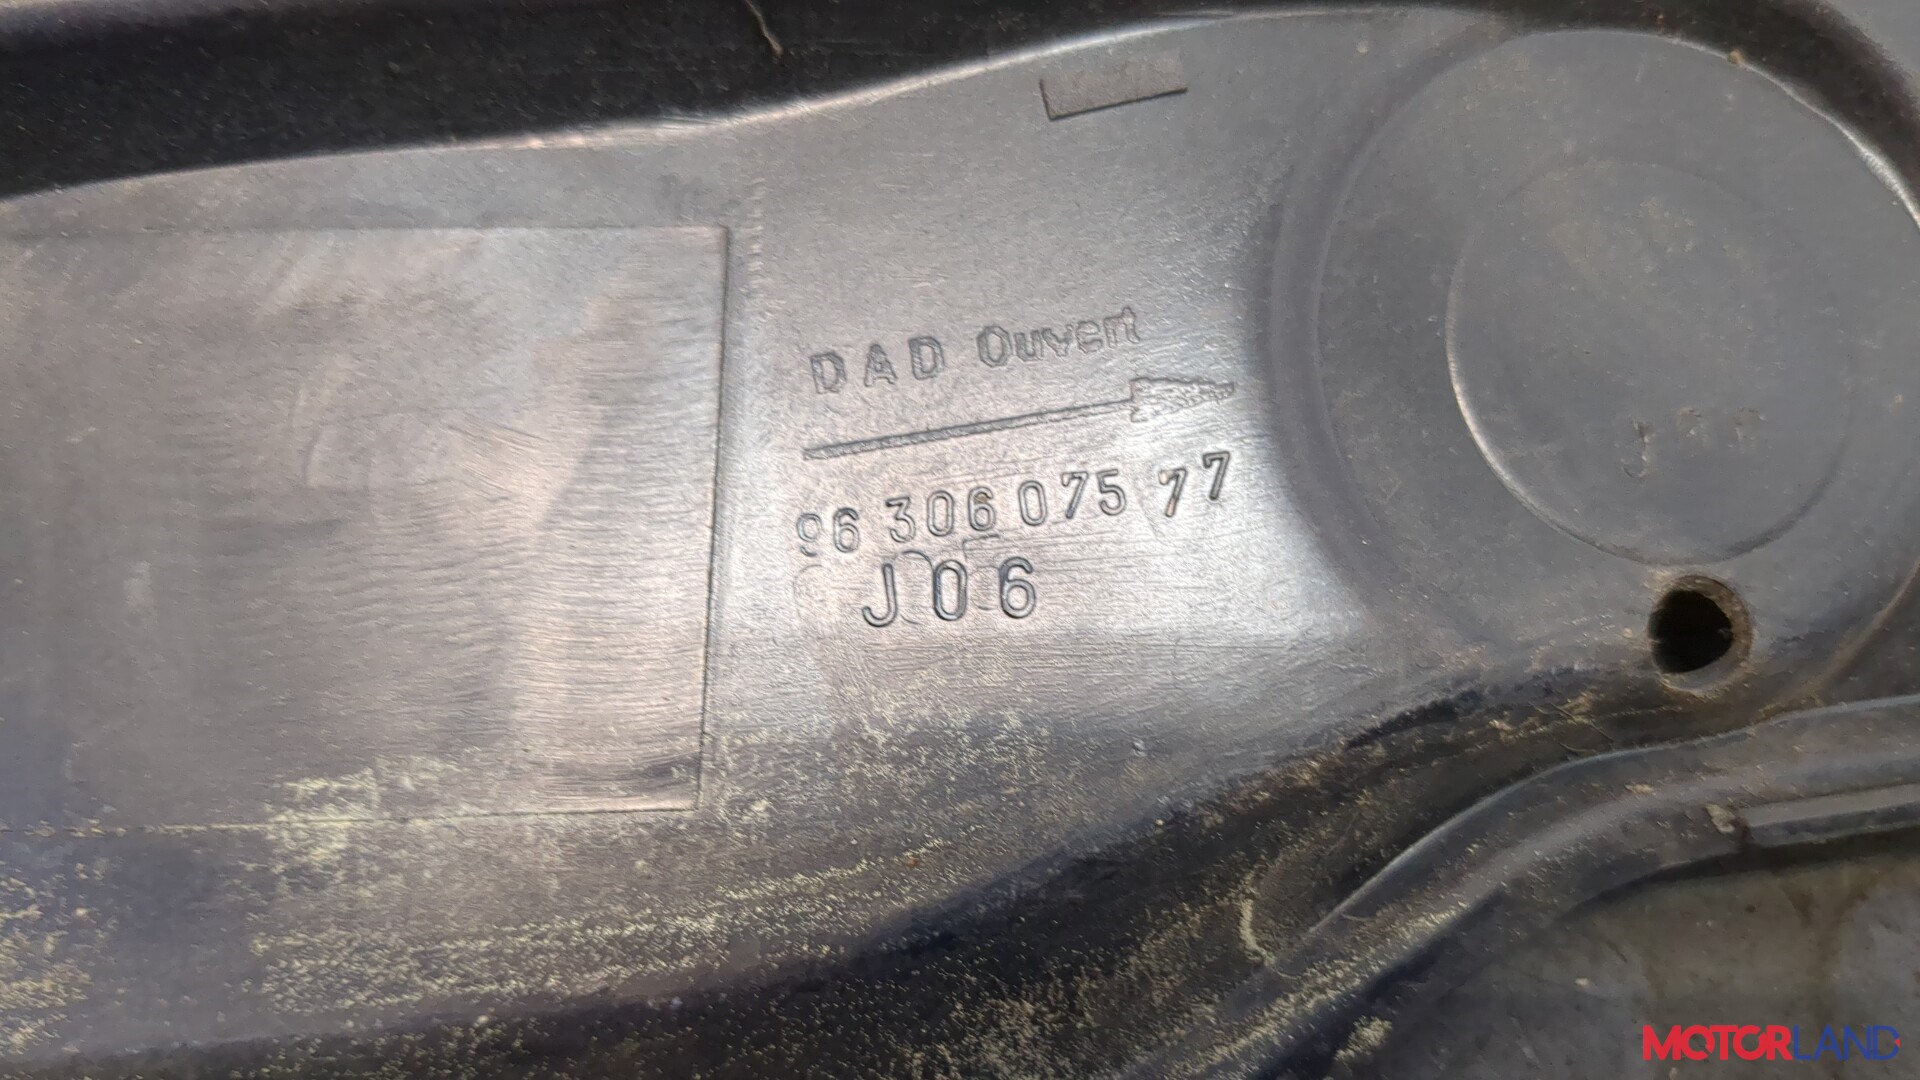 DAD Ouvert
96 306 075 77
J06
MOTORLAND